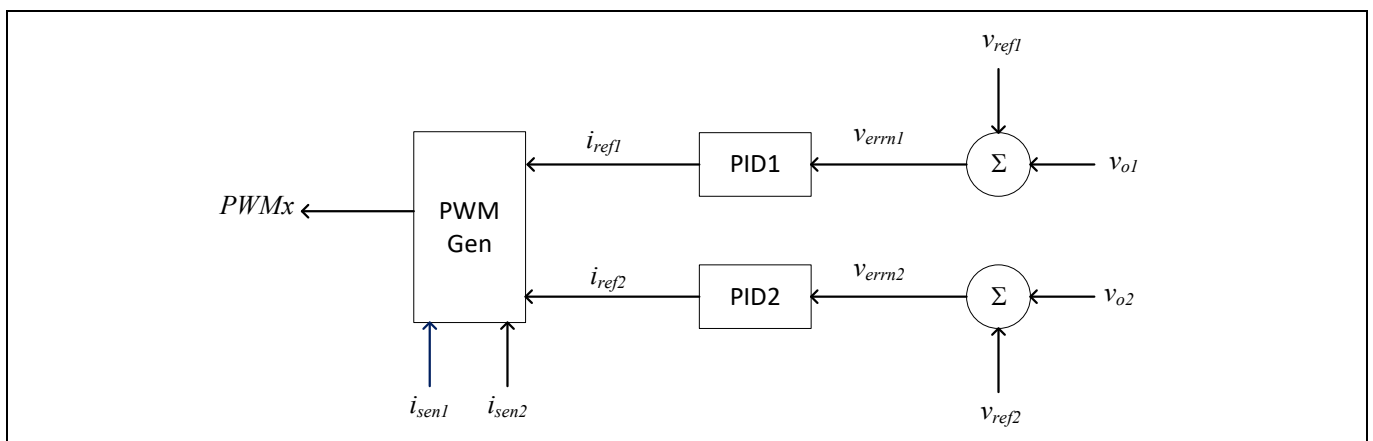 v_ref1
i_ref1
PID1
v_errn1
Σ
v_o1
PWMx
PWM
Gen
i_ref2
PID2
v_errn2
Σ
v_o2
i_sen1
i_sen2
v_ref2